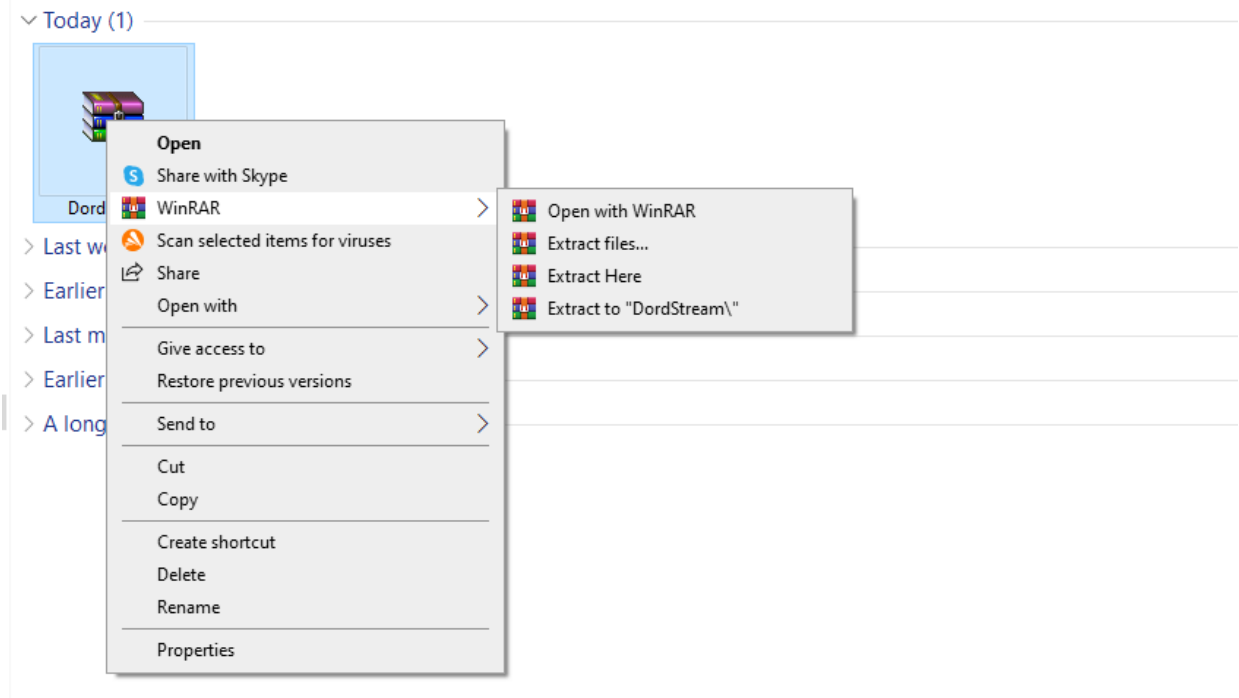 Today (1)
Dord
Last w
Earlier
Last m
Earlier
A long
Open
Share with Skype
WinRAR
Scan selected items for viruses
Share
Open with
Give access to
Restore previous versions
Send to
Cut
Copy
Create shortcut
Delete
Rename
Properties
Open with WinRAR
Extract files...
Extract Here
Extract to "DordStream\"